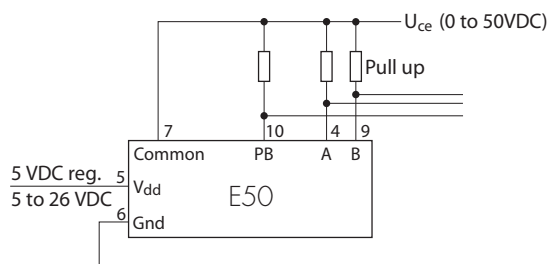 U_ce (0 to 50VDC)
Pull up
7 10 4 9
Common PB A B
5 VDC reg. 5 V_dd
5 to 26 VDC E50
6 Gnd